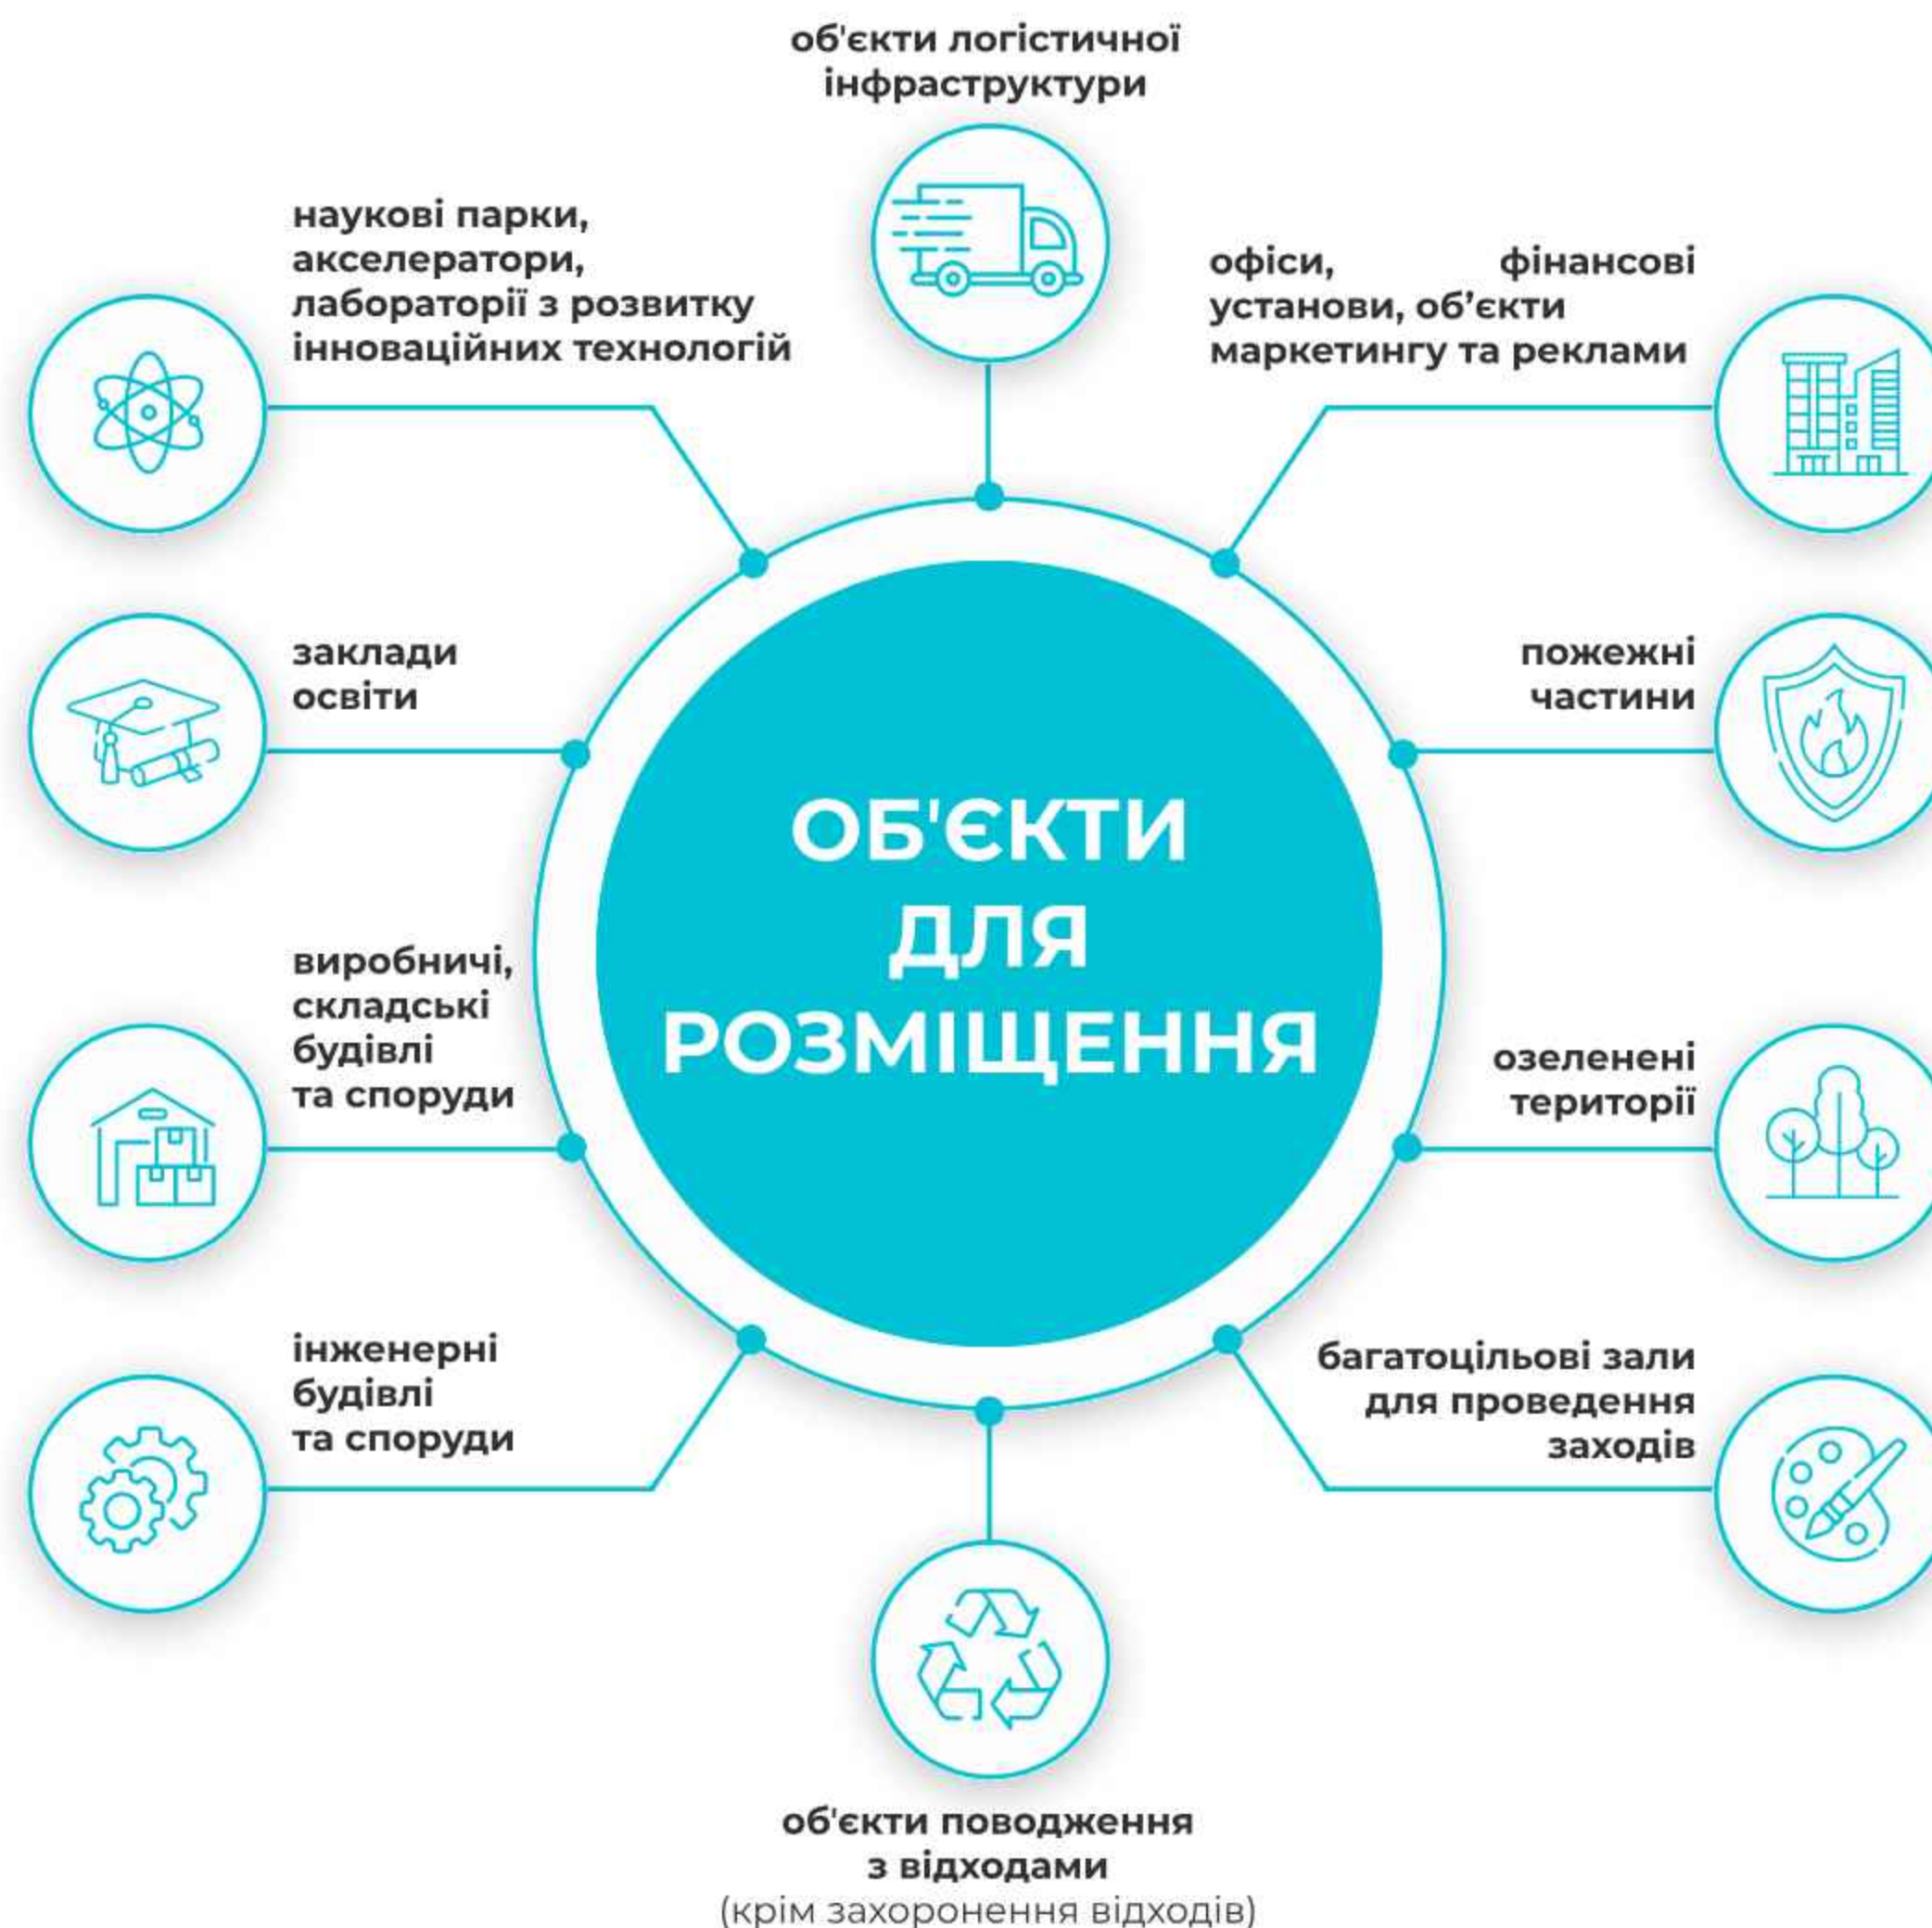 об'єкти логістичної
інфраструктури
наукові парки,
акселератори,
лабораторії з розвитку
інноваційних технологій
офіси, фінансові
установи, об’єкти
маркетингу та реклами
заклади
освіти
пожежні
частини
ОБ'ЄКТИ
ДЛЯ
РОЗМІЩЕННЯ
виробничі,
складські
будівлі
та споруди
озеленені
території
інженерні
будівлі
та споруди
багатоцільові зали
для проведення
заходів
об'єкти поводження
з відходами
(крім захоронення відходів)